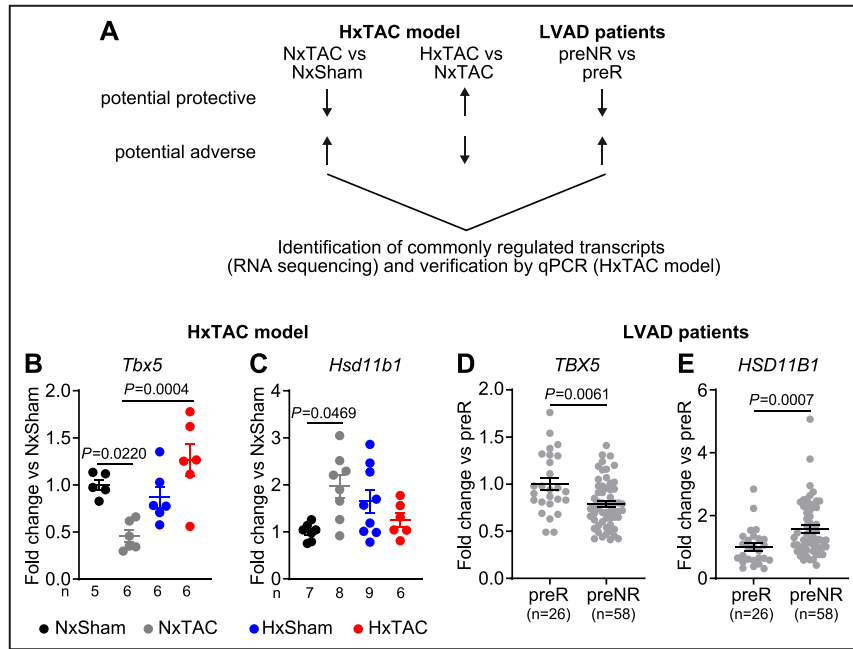 A
HxTAC model
LVAD patients
NxTAC vs
NxSham
HxTAC vs
NxTAC
preNR vs
preR
potential protective
potential adverse
Identification of commonly regulated transcripts
(RNA sequencing) and verification by qPCR (HxTAC model)
HxTAC model
LVAD patients
B
Tbx5
Fold change vs NxSham
2.0
1.5
1.0
0.5
0.0
P=0.0004
P=0.0220
n 5 6 6 6
C
Hsd11b1
Fold change vs NxSham
4
3
2
1
0
P=0.0469
7 8 9 6
D
TBX5
Fold change vs preR
2.0
1.5
1.0
0.5
0.0
P=0.0061
preR preNR
(n=26) (n=58)
E
HSD11B1
Fold change vs preR
6
4
2
0
P=0.0007
preR preNR
(n=26) (n=58)
n
NxSham NxTAC HxSham HxTAC